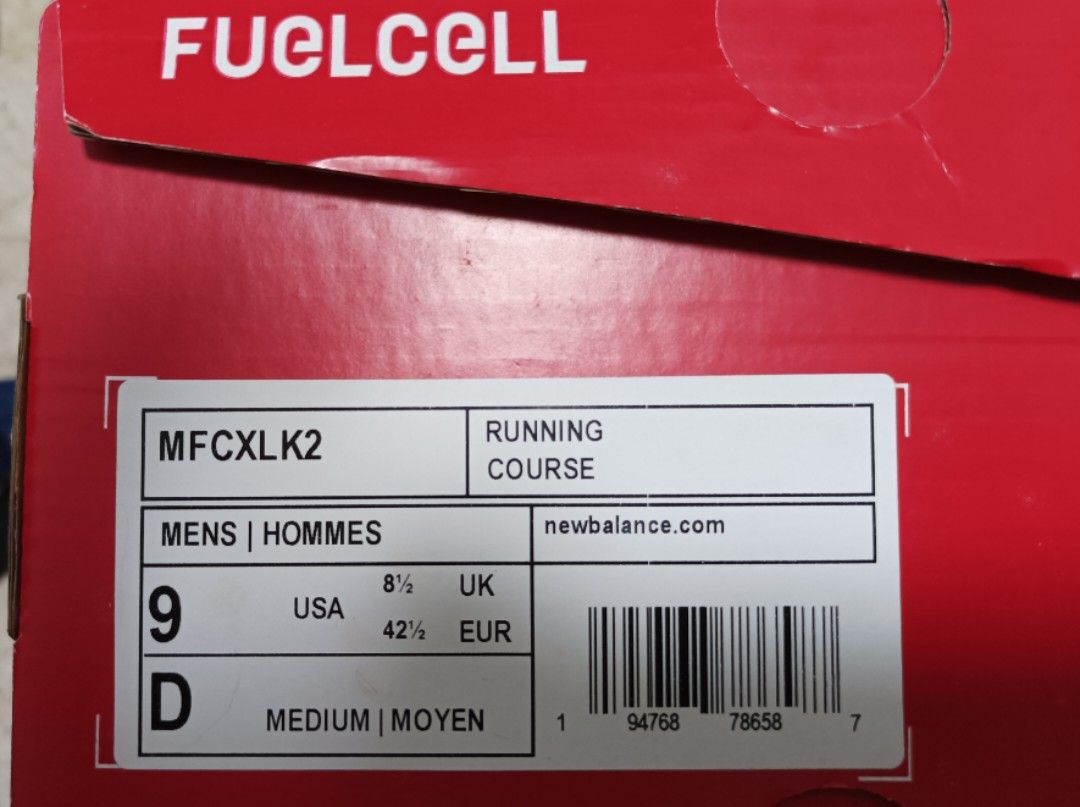 FUeLCeLL
MFCXLK2
RUNNING
COURSE
MENS | HOMMES
newbalance.com
9 USA 8½ UK
42½ EUR
D MEDIUM | MOYEN
1 94768 78658 7